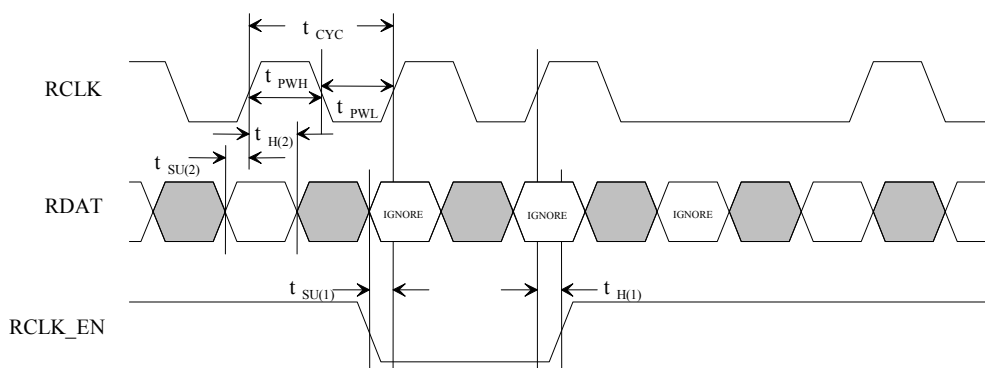 t CYC
RCLK
t PWH
t PWL
t H(2)
t SU(2)
RDAT
IGNORE IGNORE IGNORE
t SU(1)
t H(1)
RCLK_EN